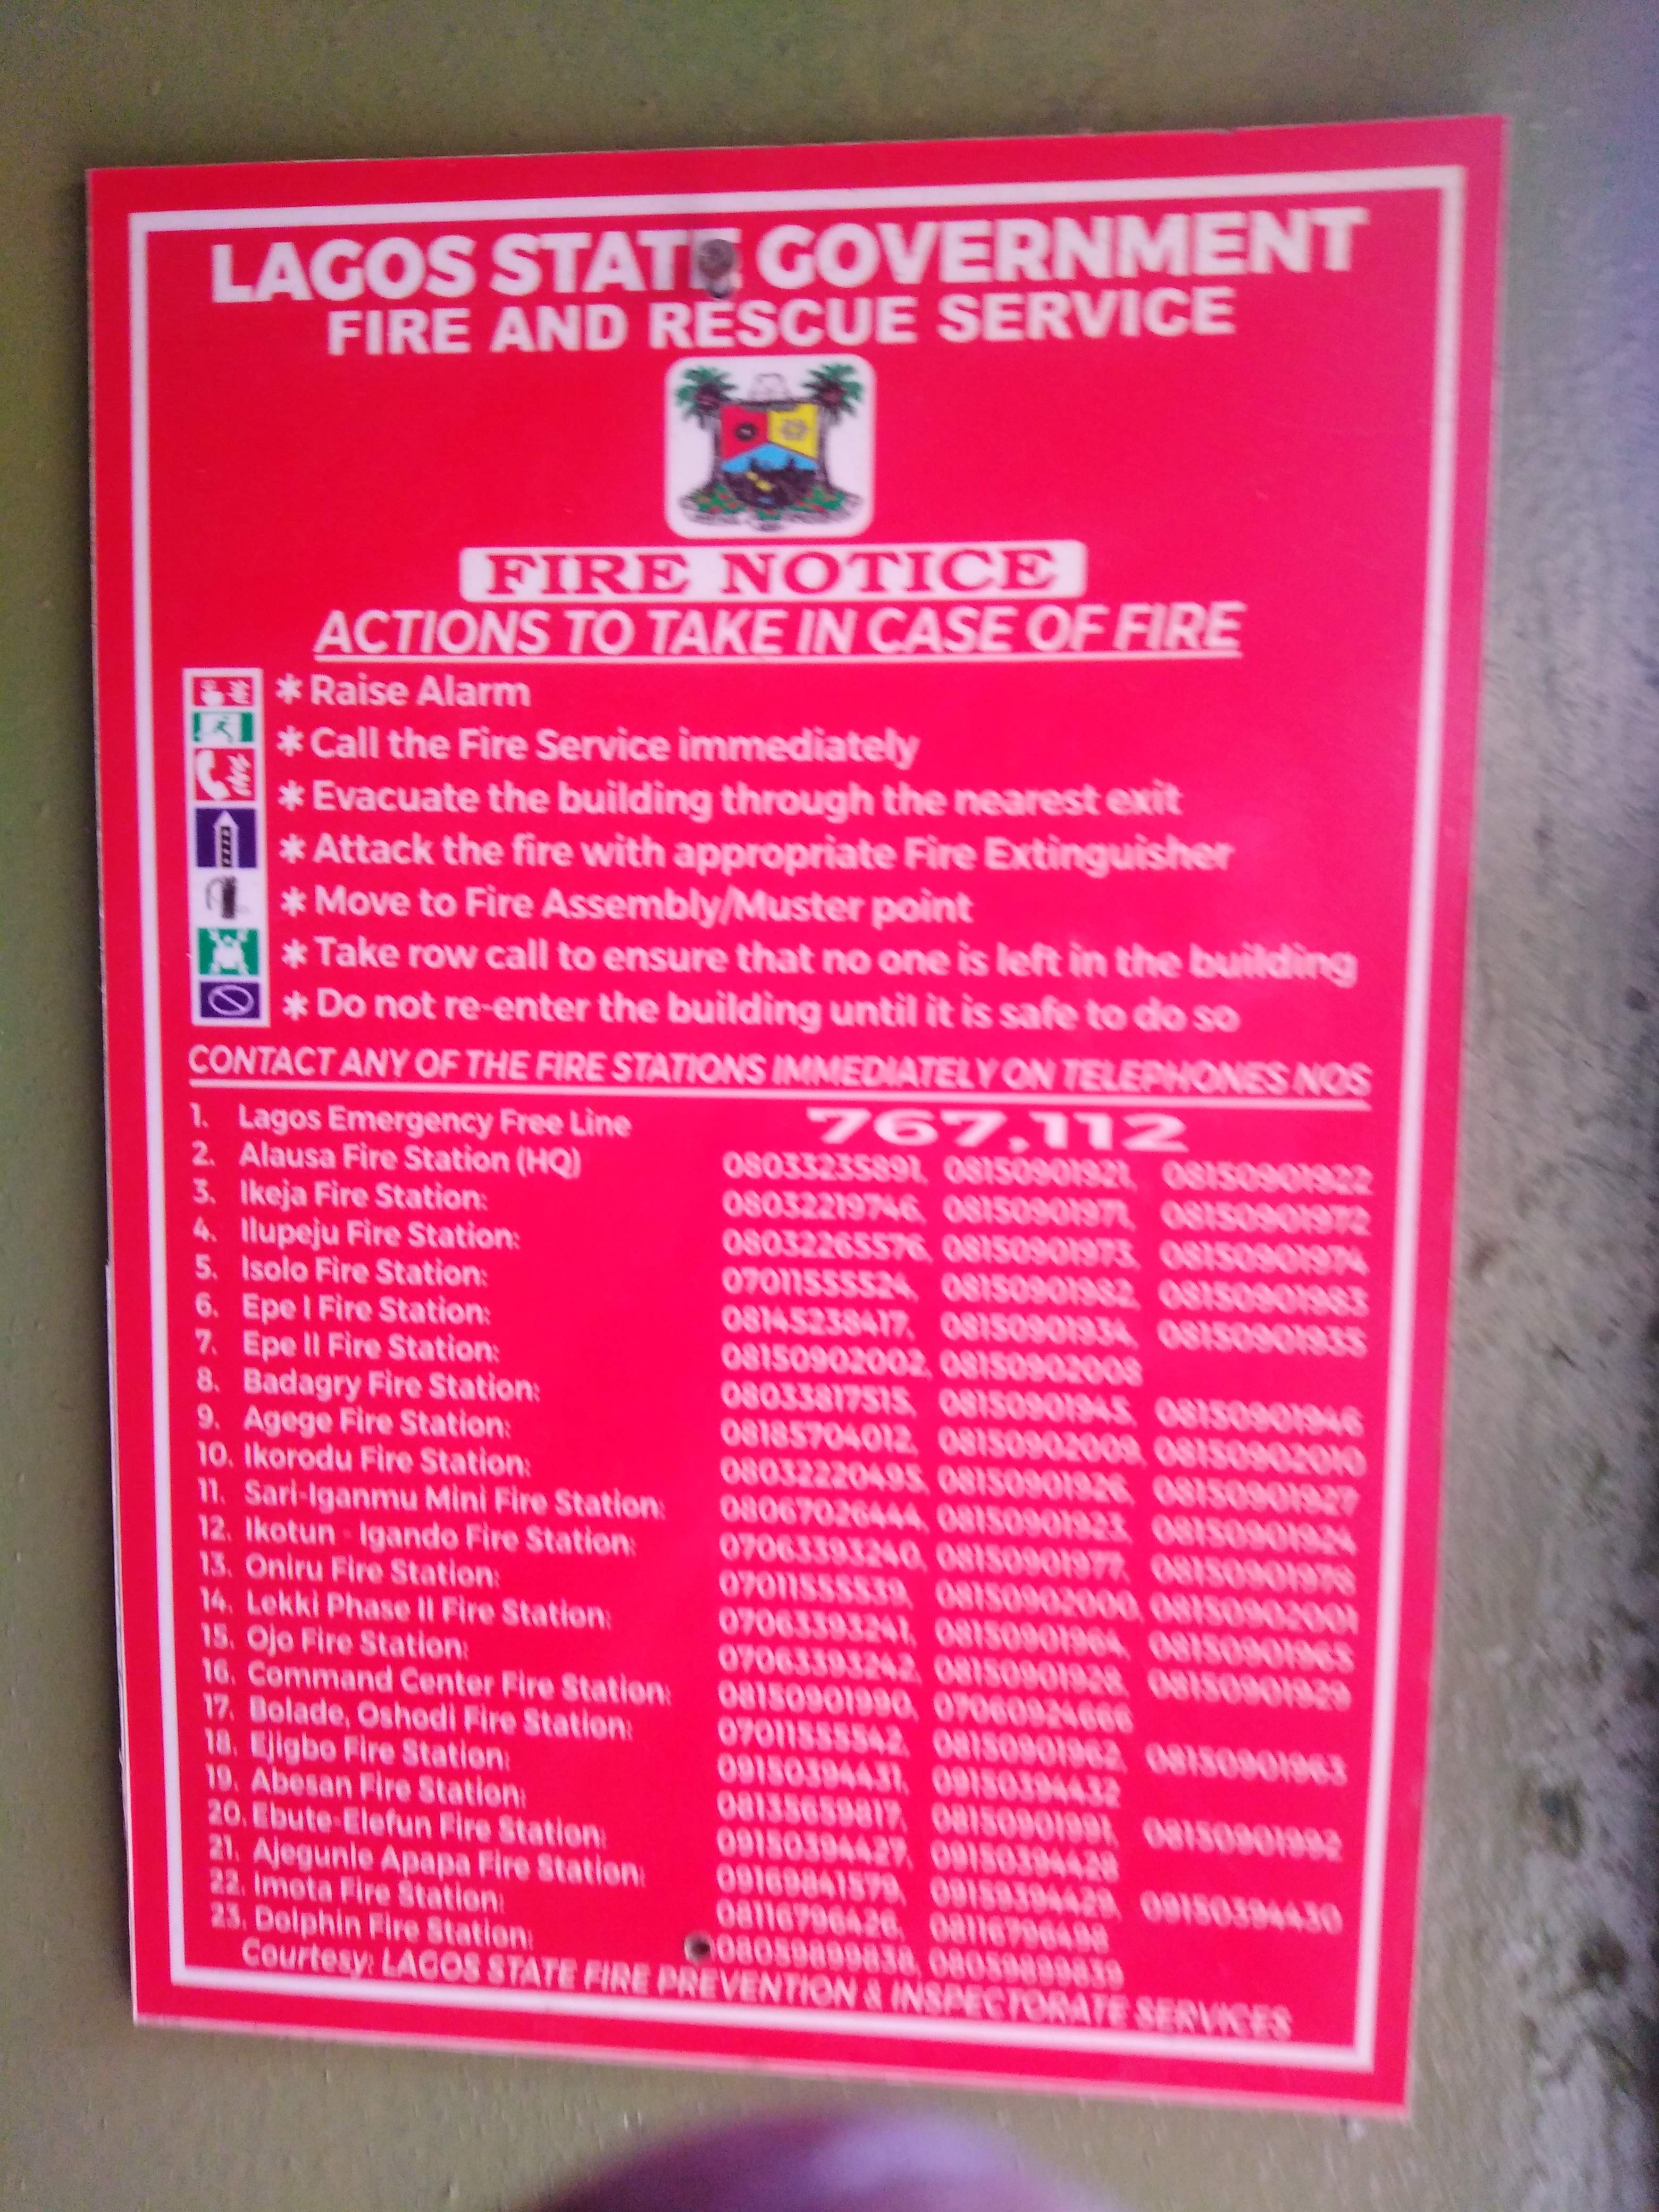 LAGOS STATE GOVERNMENT
FIRE AND RESCUE SERVICE
FIRE NOTICE
ACTIONS TO TAKE IN CASE OF FIRE
* Raise Alarm
* Call the Fire Service immediately
* Evacuate the building through the nearest exit
* Attack the fire with appropriate Fire Extinguisher
* Move to Fire Assembly/Muster point
* Take row call to ensure that no one is left in the building
* Do not re-enter the building until it is safe to do so
CONTACT ANY OF THE FIRE STATIONS IMMEDIATELY ON TELEPHONES NOS
1. Lagos Emergency Free Line 767,112
2. Alausa Fire Station (HQ) 08033235891, 08150901921, 08150901922
3. Ikeja Fire Station: 08032219746, 08150901971, 08150901972
4. Ilupeju Fire Station: 08032265576, 08150901973, 08150901974
5. Isolo Fire Station: 07011555524, 08150901982, 08150901983
6. Epe I Fire Station: 08145238417, 08150901934, 08150901935
7. Epe II Fire Station: 08150902002, 08150902008
8. Badagry Fire Station: 08033817515, 08150901945, 08150901946
9. Agege Fire Station: 08185704012, 08150902009, 08150902010
10. Ikorodu Fire Station: 08032220495, 08150901926, 08150901927
11. Sari-Iganmu Mini Fire Station: 08067026444, 08150901923, 08150901924
12. Ikotun - Igando Fire Station: 07063393240, 08150901977,
13. Oniru Fire Station: 07011555539, 08150902000, 08150902001
14. Lekki Phase II Fire Station: 07063393241, 08150901964, 08150901965
15. Ojo Fire Station: 07063393242, 08150901928, 08150901929
16. Command Center Fire Station: 08150901990,
17. Bolade, Oshodi Fire Station: 07011555542, 08150901962, 08150901963
18. Ejigbo Fire Station: 09150394431, 09150394432
19. Abesan Fire Station: 08135659817, 08150901991, 08150901992
20. Ebute-Elefun Fire Station: 09150394427, 09150394428
21. Ajegunle Apapa Fire Station: 09169841579, 09159394429, 09150394430
22. Imota Fire Station: 08116796426, 08116796498
23. Dolphin Fire Station: 08059899838, 08059899839
Courtesy: LAGOS STATE FIRE PREVENTION & INSPECTORATE SERVICES